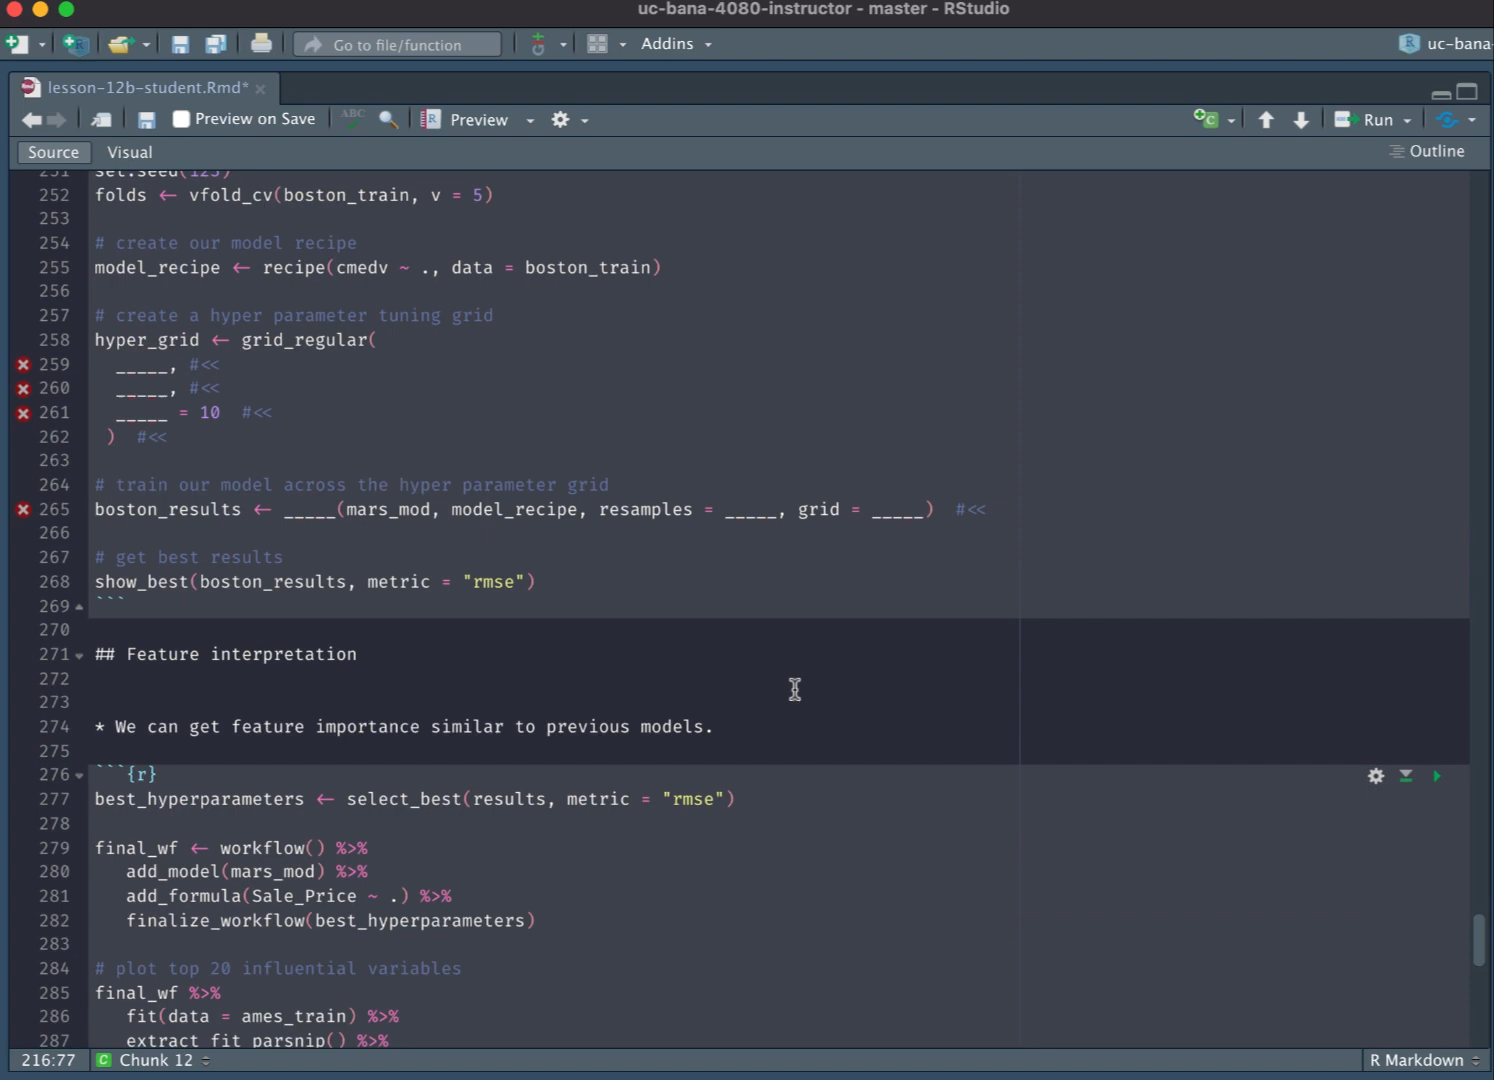 uc-bana-4080-instructor - master - RStudio
Go to file/function
Addins
uc-bana-
lesson-12b-student.Rmd*
Preview on Save
ABC
Preview
Run
Source
Visual
Outline
251 set.seed(123)
252 folds <- vfold_cv(boston_train, v = 5)
253
254 # create our model recipe
255 model_recipe <- recipe(cmedv ~ ., data = boston_train)
256
257 # create a hyper parameter tuning grid
258 hyper_grid <- grid_regular(
259 _____, #<<
260 _____, #<<
261 _____ = 10 #<<
262 ) #<<
263
264 # train our model across the hyper parameter grid
265 boston_results <- _____(mars_mod, model_recipe, resamples = _____, grid = _____) #<<
266
267 # get best results
268 show_best(boston_results, metric = "rmse")
269 ```
270
271 ## Feature interpretation
272
273
274 * We can get feature importance similar to previous models.
275
276 ```{r}
277 best_hyperparameters <- select_best(results, metric = "rmse")
278
279 final_wf <- workflow() %>%
280 add_model(mars_mod) %>%
281 add_formula(Sale_Price ~ .) %>%
282 finalize_workflow(best_hyperparameters)
283
284 # plot top 20 influential variables
285 final_wf %>%
286 fit(data = ames_train) %>%
287 extract_fit_parsnip() %>%
216:77
Chunk 12
R Markdown